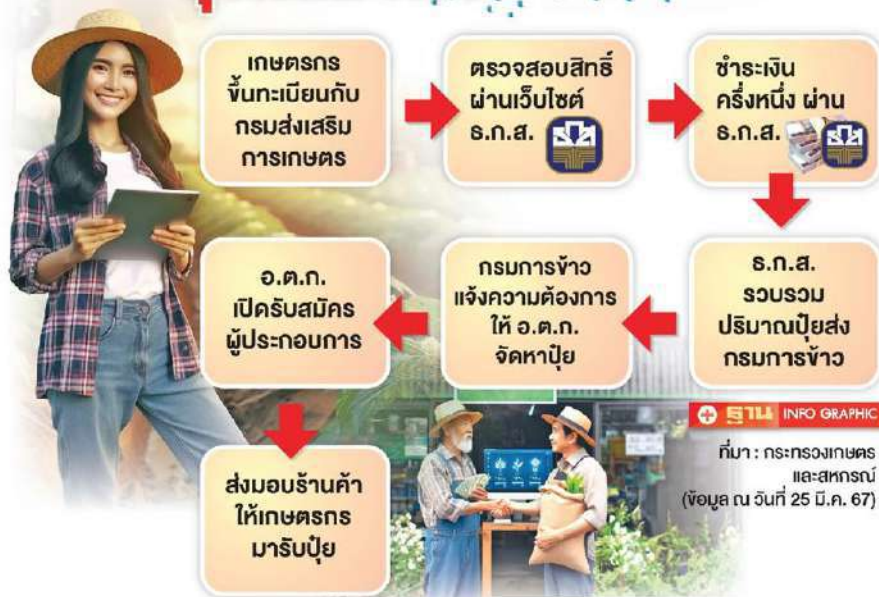 เกษตรกร
ขึ้นทะเบียนกับ
กรมส่งเสริม
การเกษตร
ตรวจสอบสิทธิ์
ผ่านเว็บไซต์
ธ.ก.ส.
ชำระเงิน
ครึ่งหนึ่ง ผ่าน
ธ.ก.ส.
ธ.ก.ส.
รวบรวม
ปริมาณปุ๋ยส่ง
กรมการข้าว
กรมการข้าว
แจ้งความต้องการ
ให้ อ.ต.ก.
จัดหาปุ๋ย
อ.ต.ก.
เปิดรับสมัคร
ผู้ประกอบการ
ส่งมอบร้านค้า
ให้เกษตรกร
มารับปุ๋ย
ฐาน INFO GRAPHIC
ที่มา : กระทรวงเกษตร
และสหกรณ์
(ข้อมูล ณ วันที่ 25 มี.ค. 67)